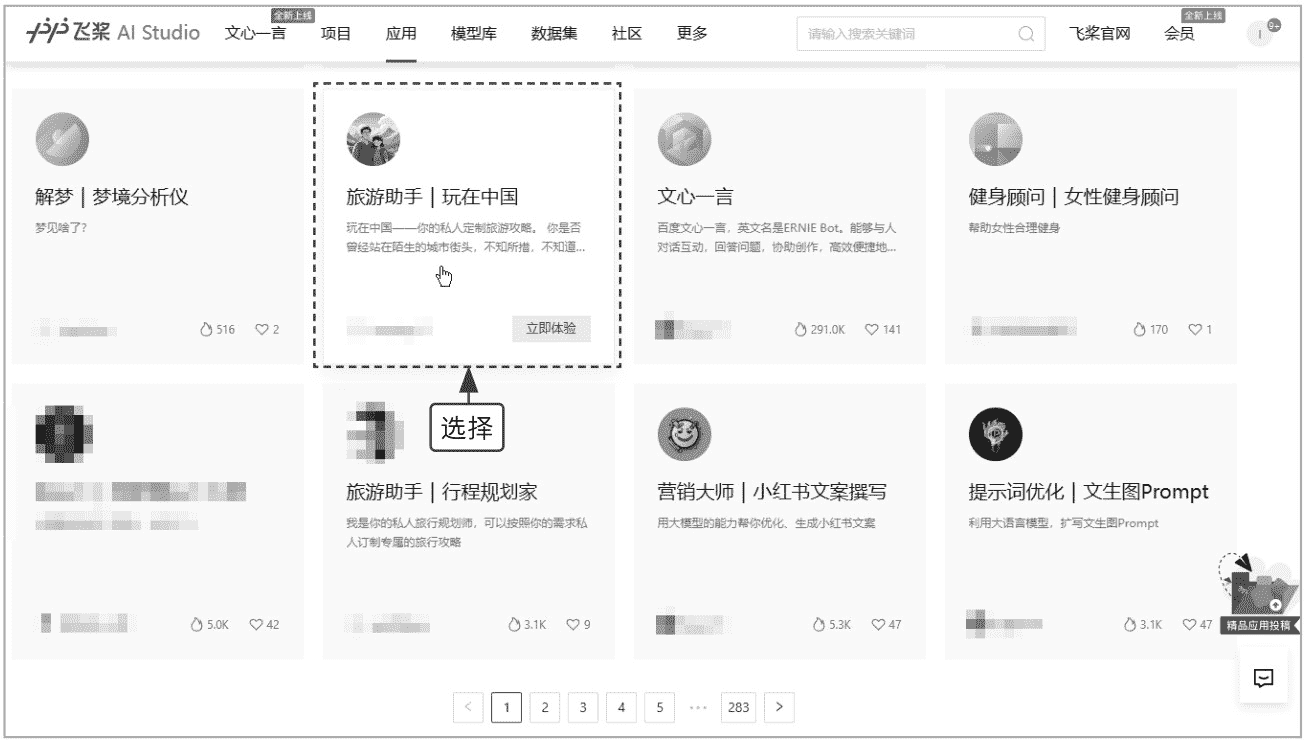 全新上线
全新上线
飞桨 AI Studio 文心一言 项目 应用 模型库 数据集 社区 更多 请输入搜索关键词 飞桨官网 会员 I 9+
解梦 | 梦境分析仪
梦见啥了?
516 2
旅游助手 | 玩在中国
玩在中国——你的私人定制旅游攻略。 你是否
曾经站在陌生的城市街头，不知所措，不知道...
立即体验
文心一言
百度文心一言，英文名是ERNIE Bot。能够与人
对话互动，回答问题，协助创作，高效便捷地...
291.0K 141
健身顾问 | 女性健身顾问
帮助女性合理健身
170 1
选择
5.0K 42
旅游助手 | 行程规划家
我是你的私人旅行规划师，可以按照你的需求私
人订制专属的旅行攻略
3.1K 9
营销大师 | 小红书文案撰写
用大模型的能力帮你优化、生成小红书文案
5.3K 47
提示词优化 | 文生图Prompt
利用大语言模型，扩写文生图Prompt
3.1K 47
精品应用投稿
< 1 2 3 4 5 ••• 283 >